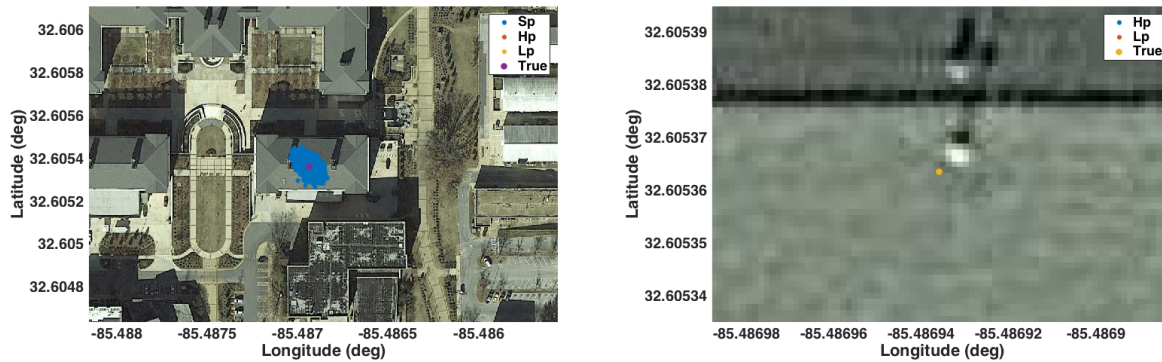 Sp
Hp
Lp
True
32.606
32.6058
32.6056
32.6054
32.6052
32.605
32.6048
Latitude (deg)
-85.488 -85.4875 -85.487 -85.4865 -85.486
Longitude (deg)
Hp
Lp
True
32.60539
32.60538
32.60537
32.60536
32.60535
32.60534
Latitude (deg)
-85.48698 -85.48696 -85.48694 -85.48692 -85.4869
Longitude (deg)